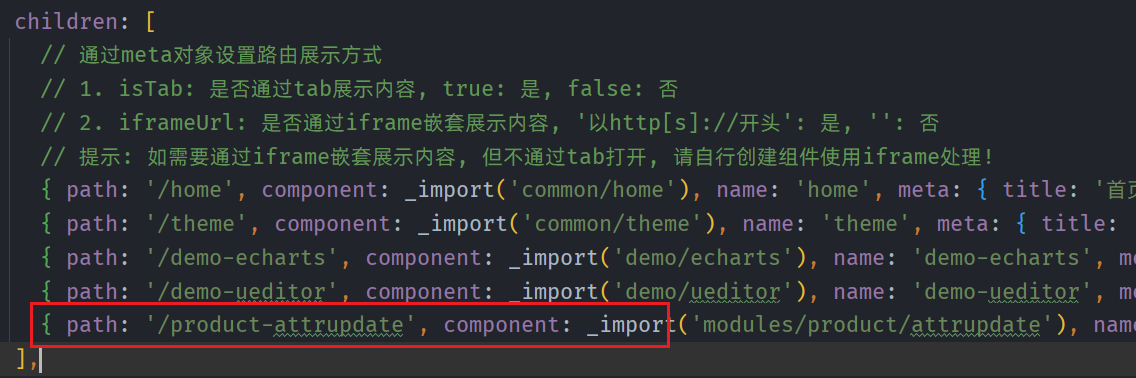 children: [
// 通过meta对象设置路由展示方式
// 1. isTab: 是否通过tab展示内容, true: 是, false: 否
// 2. iframeUrl: 是否通过iframe嵌套展示内容, '以http[s]://开头': 是, '': 否
// 提示: 如需要通过iframe嵌套展示内容, 但不通过tab打开, 请自行创建组件使用iframe处理!
{ path: '/home', component: _import('common/home'), name: 'home', meta: { title: '首页
{ path: '/theme', component: _import('common/theme'), name: 'theme', meta: { title:
{ path: '/demo-echarts', component: _import('demo/echarts'), name: 'demo-echarts', me
{ path: '/demo-ueditor', component: _import('demo/ueditor'), name: 'demo-ueditor', me
{ path: '/product-attrupdate', component: _import('modules/product/attrupdate'), name
],